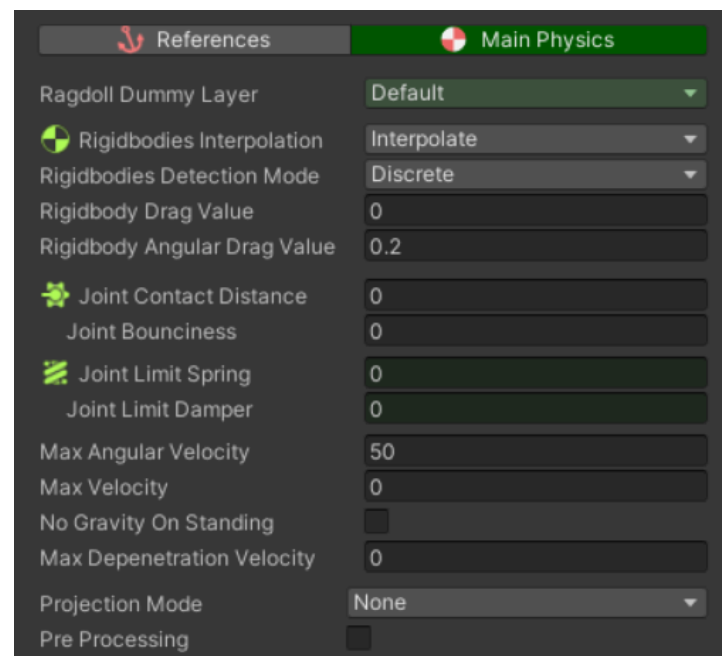 References Main Physics
Ragdoll Dummy Layer Default
Rigidbodies Interpolation Interpolate
Rigidbodies Detection Mode Discrete
Rigidbody Drag Value 0
Rigidbody Angular Drag Value 0.2
Joint Contact Distance 0
Joint Bounciness 0
Joint Limit Spring 0
Joint Limit Damper 0
Max Angular Velocity 50
Max Velocity 0
No Gravity On Standing
Max Depenetration Velocity 0
Projection Mode None
Pre Processing